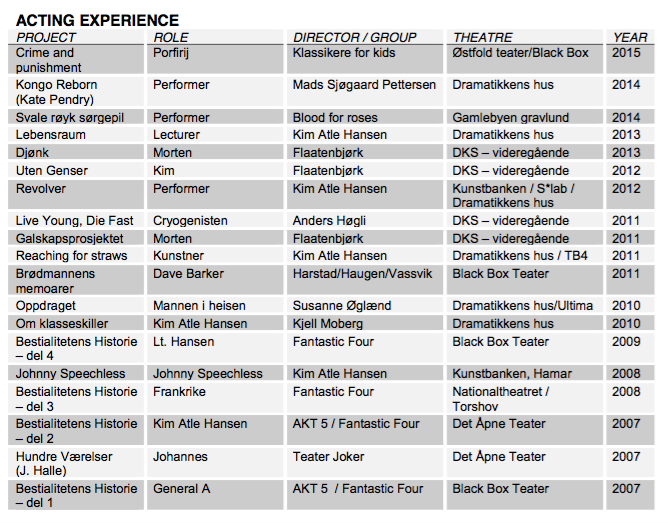 ACTING EXPERIENCE
PROJECT ROLE DIRECTOR / GROUP THEATRE YEAR
Crime and Porfirij Klassikere for kids Østfold teater/Black Box 2015
punishment
Kongo Reborn Performer Mads Sjøgaard Pettersen Dramatikkens hus 2014
(Kate Pendry)
Svale røyk sørgepil Performer Blood for roses Gamlebyen gravlund 2014
Lebensraum Lecturer Kim Atle Hansen Dramatikkens hus 2013
Djønk Morten Flaatenbjørk DKS – videregående 2013
Uten Genser Kim Flaatenbjørk DKS – videregående 2012
Revolver Performer Kim Atle Hansen Kunstbanken / S*lab / 2012
Dramatikkens hus
Live Young, Die Fast Cryogenisten Anders Høgli DKS – videregående 2011
Galskapsprosjektet Morten Flaatenbjørk DKS – videregående 2011
Reaching for straws Kunstner Kim Atle Hansen Dramatikkens hus / TB4 2011
Brødmannens Dave Barker Harstad/Haugen/Vassvik Black Box Teater 2011
memoarer
Oppdraget Mannen i heisen Susanne Øglænd Dramatikkens hus/Ultima 2010
Om klasseskiller Kim Atle Hansen Kjell Moberg Dramatikkens hus 2010
Bestialitetens Historie Lt. Hansen Fantastic Four Black Box Teater 2009
– del 4
Johnny Speechless Johnny Speechless Kim Atle Hansen Kunstbanken, Hamar 2008
Bestialitetens Historie Frankrike Fantastic Four Nationaltheatret / 2008
– del 3 Torshov
Bestialitetens Historie Kim Atle Hansen AKT 5 / Fantastic Four Det Åpne Teater 2007
– del 2
Hundre Værelser Johannes Teater Joker Det Åpne Teater 2007
(J. Halle)
Bestialitetens Historie General A AKT 5 / Fantastic Four Black Box Teater 2007
– del 1